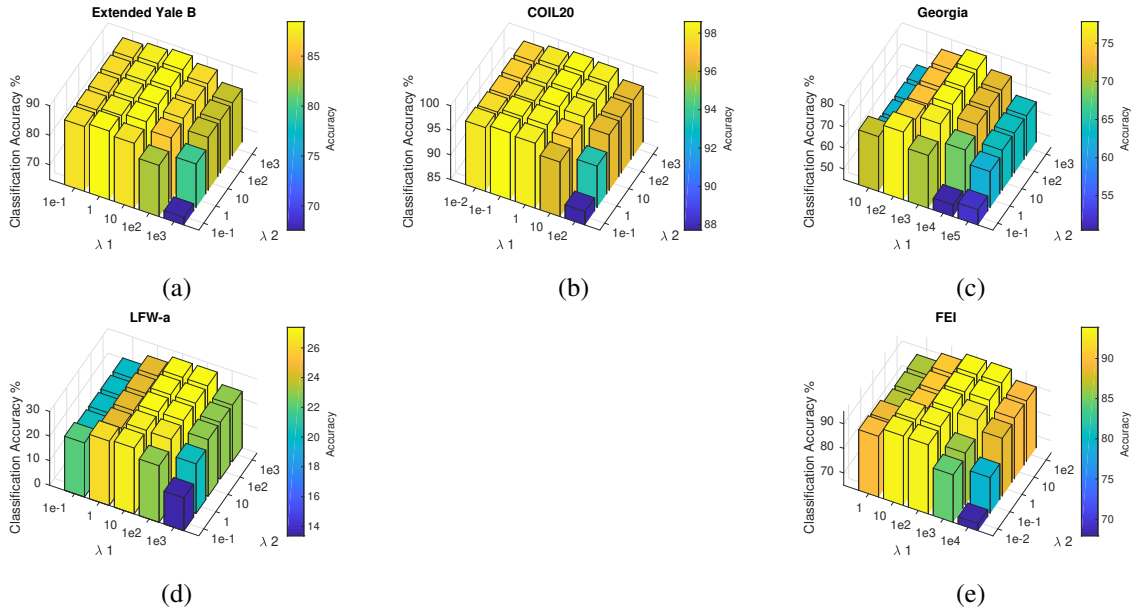 Extended Yale B
Classification Accuracy %
90
80
70
1e-1
1
10
1e2
1e3
λ 1
1e-1
1
10
1e2
1e3
λ 2
85
80
75
70
Accuracy
(a)
COIL20
Classification Accuracy %
100
95
90
85
1e-2
1e-1
1
10
1e2
λ 1
1e-1
1
10
1e2
1e3
λ 2
98
96
94
92
90
88
Accuracy
(b)
Georgia
Classification Accuracy %
80
70
60
50
10
1e2
1e3
1e4
1e5
λ 1
1e-1
1
10
1e2
1e3
λ 2
75
70
65
60
55
Accuracy
(c)
LFW-a
Classification Accuracy %
30
20
10
0
1e-1
1
10
1e2
1e3
λ 1
1e-1
1
10
1e2
1e3
λ 2
26
24
22
20
18
16
14
Accuracy
(d)
FEI
Classification Accuracy %
90
80
70
1
10
1e2
1e3
1e4
λ 1
1e-2
1e-1
1
10
1e2
λ 2
90
85
80
75
70
Accuracy
(e)